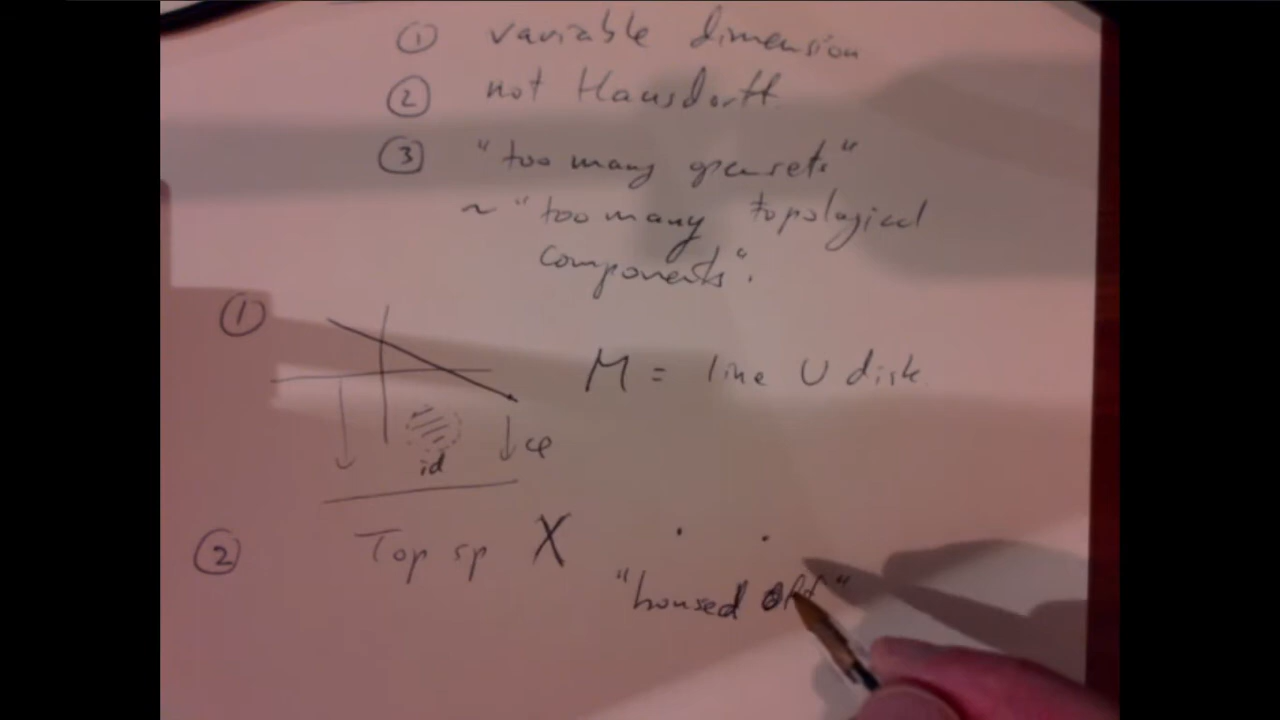 ① variable dimension
② not Hausdorff
③ "too many opensets"
~ "too many topological
components".
①
M = line ∪ disk
φ
id
② Top sp X
"housed off"